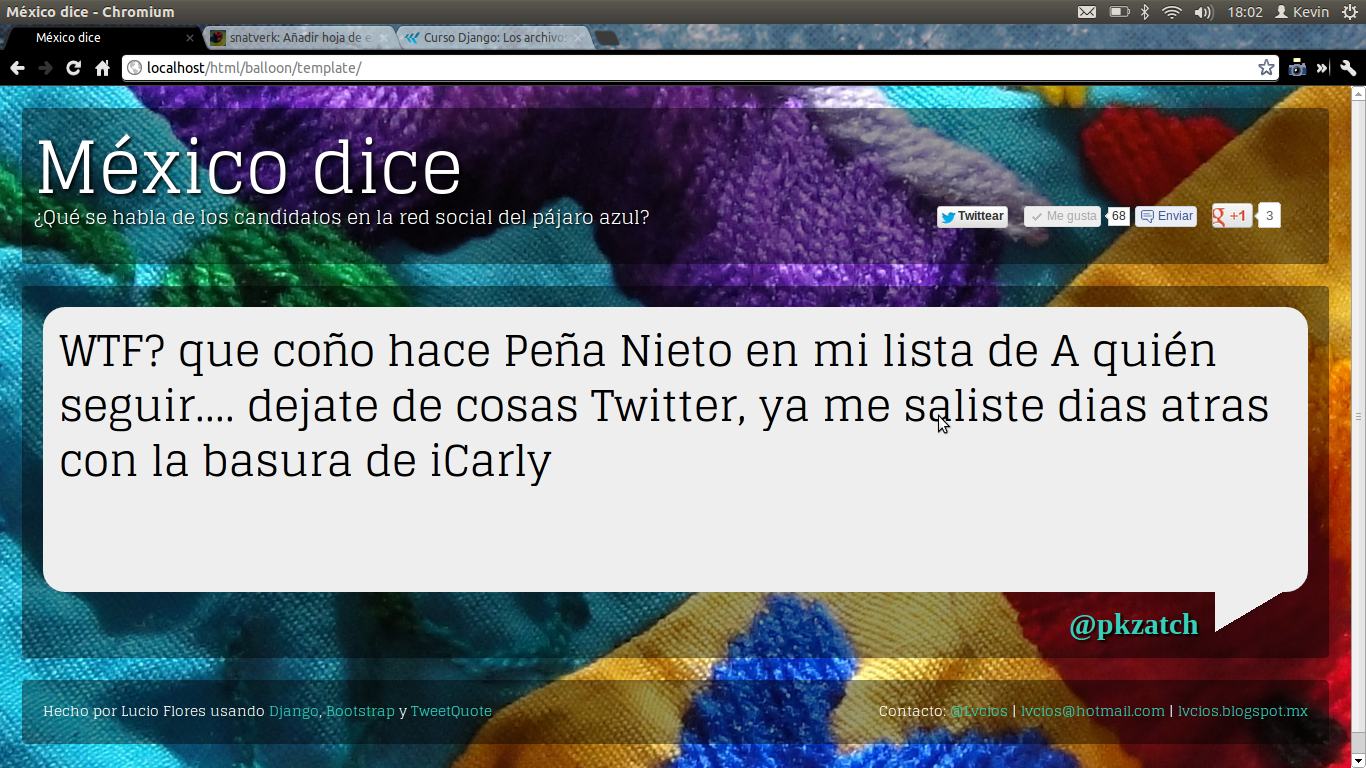 México dice - Chromium
18:02
Kevin
México dice
snatverk: Añadir hoja de e
Curso Django: Los archivos
localhost/html/balloon/template/
México dice
¿Qué se habla de los candidatos en la red social del pájaro azul?
Twittear
Me gusta
68
Enviar
+1
3
WTF? que coño hace Peña Nieto en mi lista de A quién
seguir.... dejate de cosas Twitter, ya me saliste dias atras
con la basura de iCarly
@pkzatch
Hecho por Lucio Flores usando Django, Bootstrap y TweetQuote
Contacto: @Lvcios | lvcios@hotmail.com | lvcios.blogspot.mx